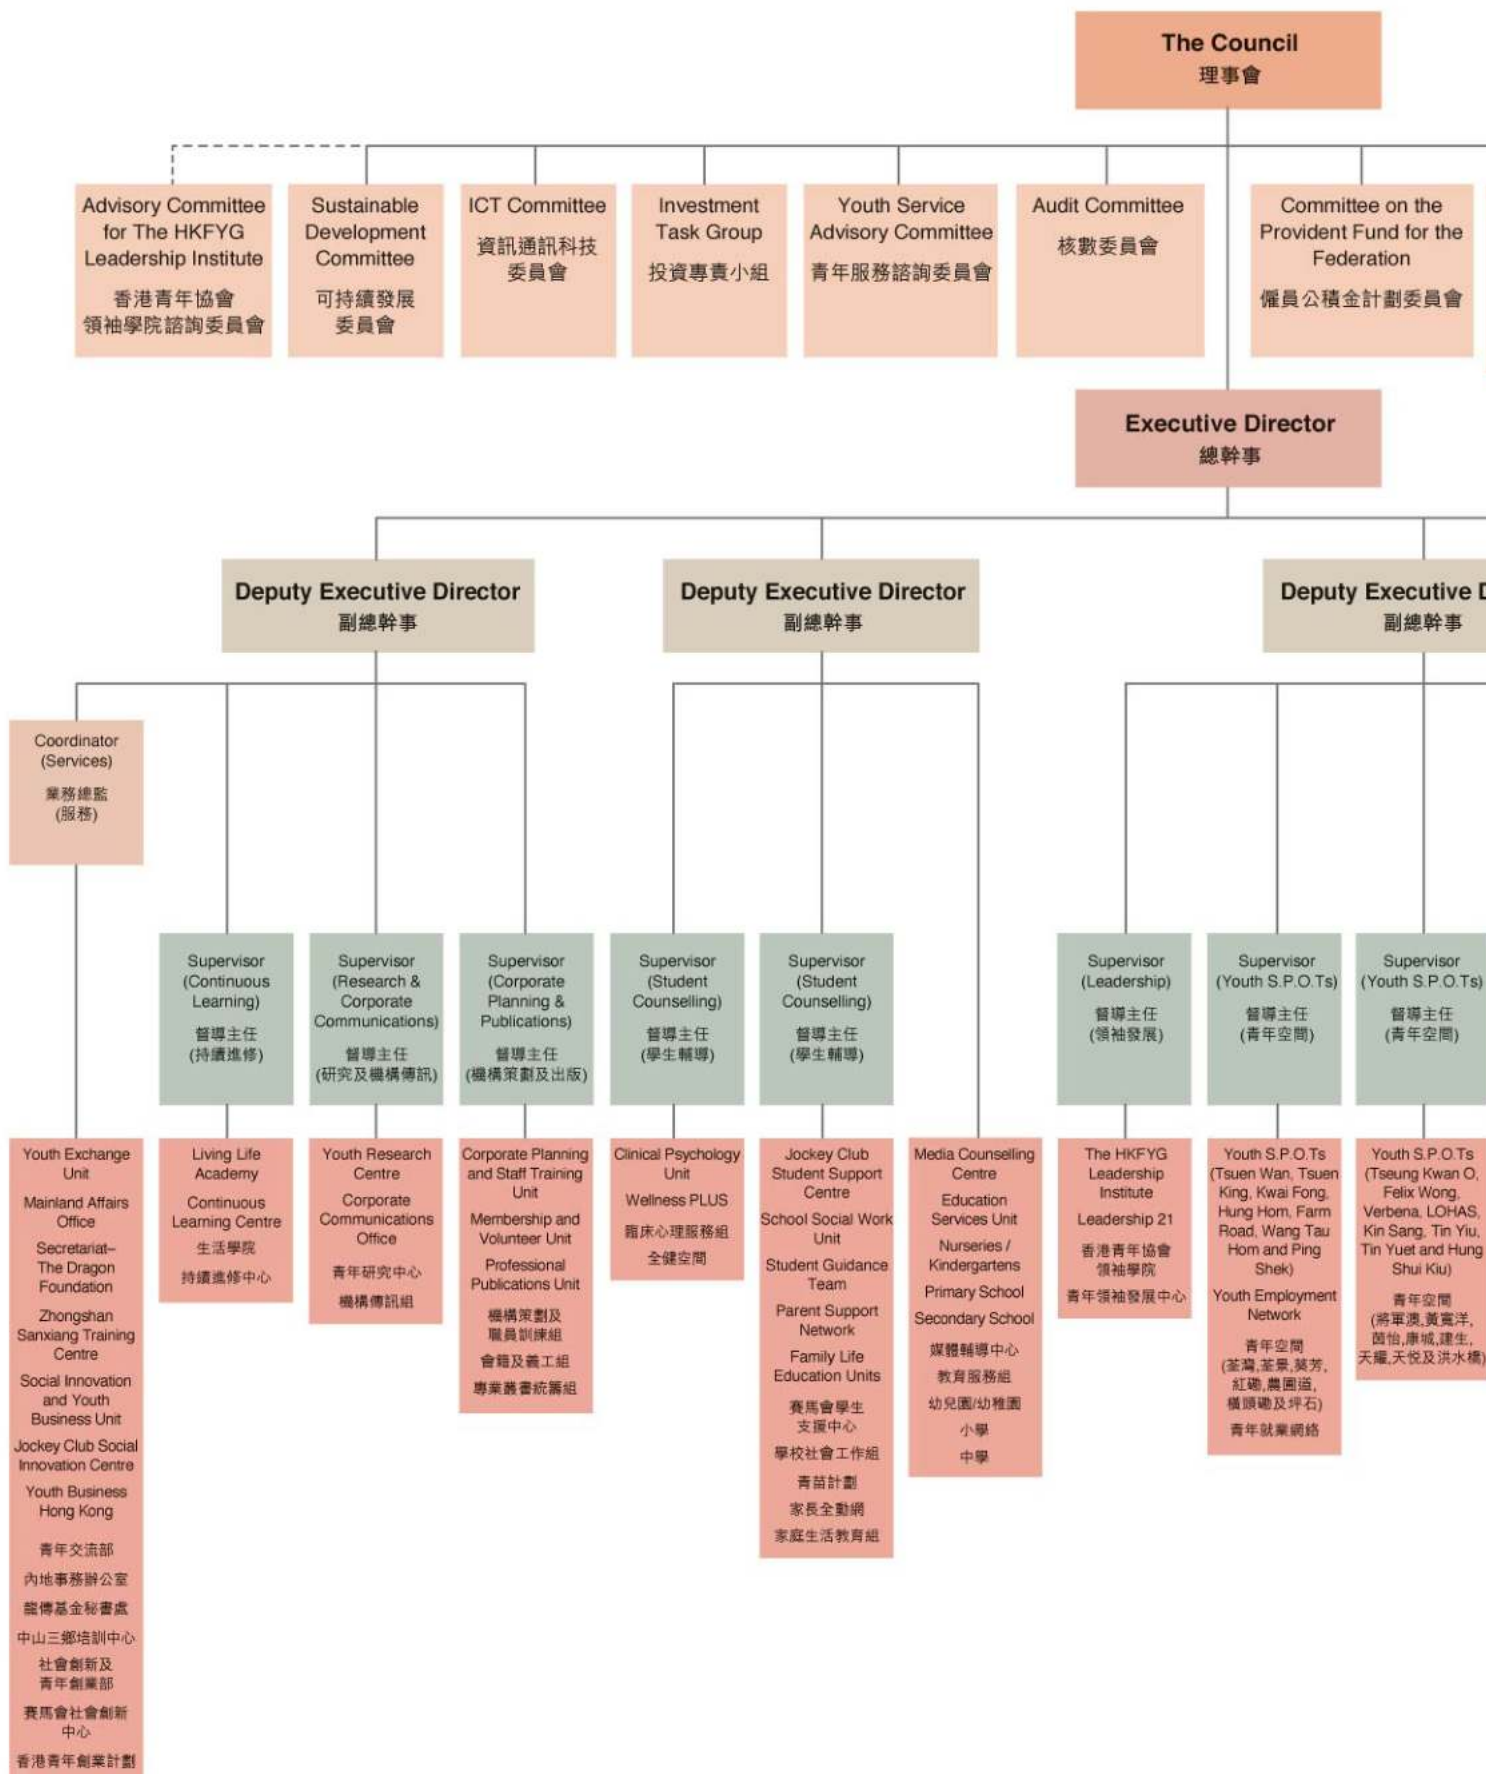 The Council
理事會
Advisory Committee
for The HKFYG
Leadership Institute
香港青年協會
領袖學院諮詢委員會
Sustainable
Development
Committee
可持續發展
委員會
ICT Committee
資訊通訊科技
委員會
Investment
Task Group
投資專責小組
Youth Service
Advisory Committee
青年服務諮詢委員會
Audit Committee
核數委員會
Committee on the
Provident Fund for the
Federation
僱員公積金計劃委員會
Executive Director
總幹事
Deputy Executive Director
副總幹事
Deputy Executive Director
副總幹事
Deputy Executive D
副總幹事
Coordinator
(Services)
業務總監
(服務)
Supervisor
(Continuous
Learning)
督導主任
(持續進修)
Supervisor
(Research &
Corporate
Communications)
督導主任
(研究及機構傳訊)
Supervisor
(Corporate
Planning &
Publications)
督導主任
(機構策劃及出版)
Supervisor
(Student
Counselling)
督導主任
(學生輔導)
Supervisor
(Student
Counselling)
督導主任
(學生輔導)
Supervisor
(Leadership)
督導主任
(領袖發展)
Supervisor
(Youth S.P.O.Ts)
督導主任
(青年空間)
Supervisor
(Youth S.P.O.Ts)
督導主任
(青年空間)
Youth Exchange
Unit
Mainland Affairs
Office
Secretariat–
The Dragon
Foundation
Zhongshan
Sanxiang Training
Centre
Social Innovation
and Youth
Business Unit
Jockey Club Social
Innovation Centre
Youth Business
Hong Kong
青年交流部
內地事務辦公室
龍傳基金秘書處
中山三鄉培訓中心
社會創新及
青年創業部
賽馬會社會創新
中心
香港青年創業計劃
Living Life
Academy
Continuous
Learning Centre
生活學院
持續進修中心
Youth Research
Centre
Corporate
Communications
Office
青年研究中心
機構傳訊組
Corporate Planning
and Staff Training
Unit
Membership and
Volunteer Unit
Professional
Publications Unit
機構策劃及
職員訓練組
會籍及義工組
專業叢書統籌組
Clinical Psychology
Unit
Wellness PLUS
臨床心理服務組
全健空間
Jockey Club
Student Support
Centre
School Social Work
Unit
Student Guidance
Team
Parent Support
Network
Family Life
Education Units
賽馬會學生
支援中心
學校社會工作組
青苗計劃
家長全動網
家庭生活教育組
Media Counselling
Centre
Education
Services Unit
Nurseries /
Kindergartens
Primary School
Secondary School
媒體輔導中心
教育服務組
幼兒園/幼稚園
小學
中學
The HKFYG
Leadership
Institute
Leadership 21
香港青年協會
領袖學院
青年領袖發展中心
Youth S.P.O.Ts
(Tsuen Wan, Tsuen
King, Kwai Fong,
Hung Hom, Farm
Road, Wang Tau
Hom and Ping
Shek)
Youth Employment
Network
青年空間
(荃灣,荃景,葵芳,
紅磡,農圃道,
橫頭磡及坪石)
青年就業網絡
Youth S.P.O.Ts
(Tseung Kwan O,
Felix Wong,
Verbena, LOHAS,
Kin Sang, Tin Yiu,
Tin Yuet and Hung
Shui Kiu)
青年空間
(將軍澳,黃寬洋,
茵怡,康城,建生,
天耀,天悦及洪水橋)